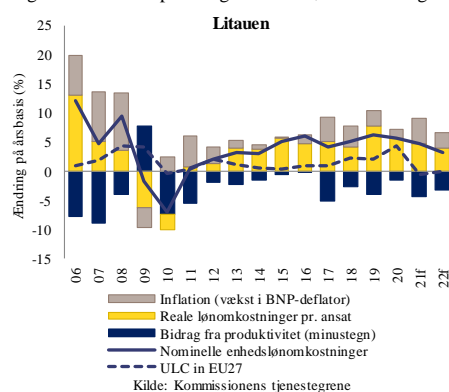 Litauen
Ændring på årsbasis (%)
25
20
15
10
5
0
-5
-10
-15
06 07 08 09 10 11 12 13 14 15 16 17 18 19 20 21f 22f
Inflation (vækst i BNP-deflator)
Reale lønomkostninger pr. ansat
Bidrag fra produktivitet (minustegn)
Nominelle enhedslønomkostninger
ULC in EU27
Kilde: Kommissionens tjenestegrene